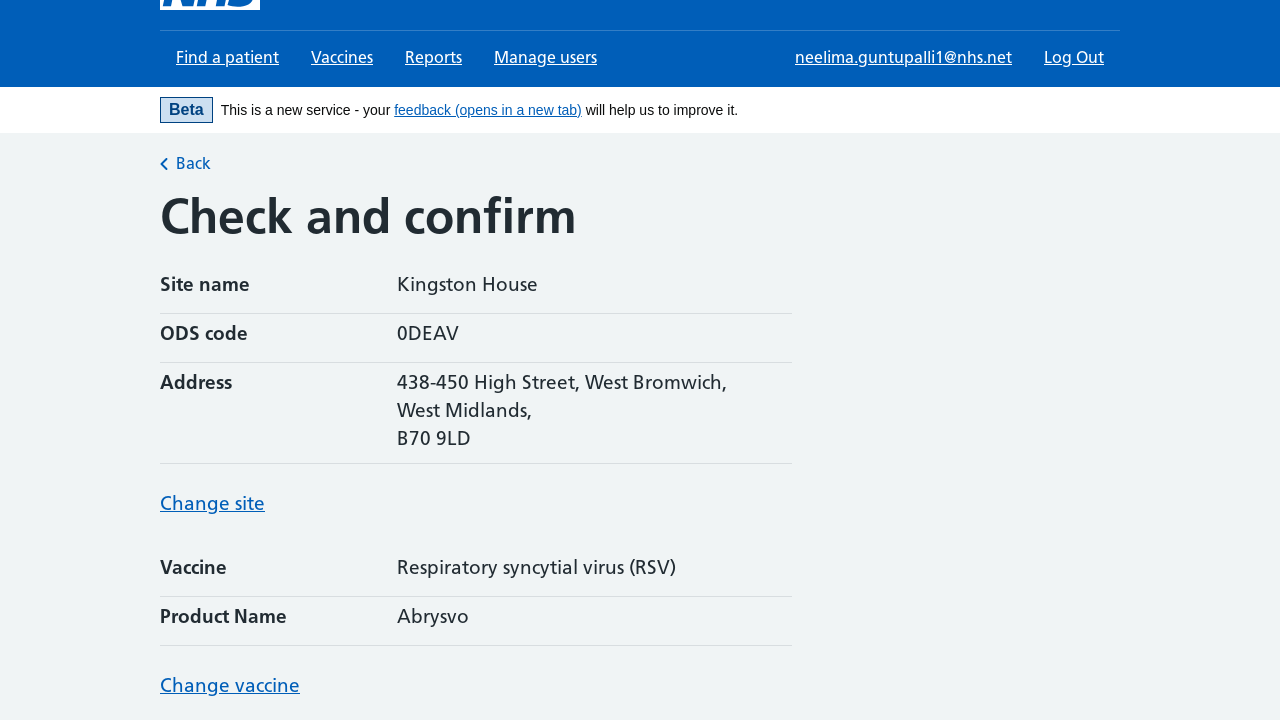 Find a patient Vaccines Reports Manage users neelima.guntupalli1@nhs.net Log Out
Beta This is a new service - your feedback (opens in a new tab) will help us to improve it.
Back
Check and confirm
Site name Kingston House
ODS code 0DEAV
Address 438-450 High Street, West Bromwich,
West Midlands,
B70 9LD
Change site
Vaccine Respiratory syncytial virus (RSV)
Product Name Abrysvo
Change vaccine